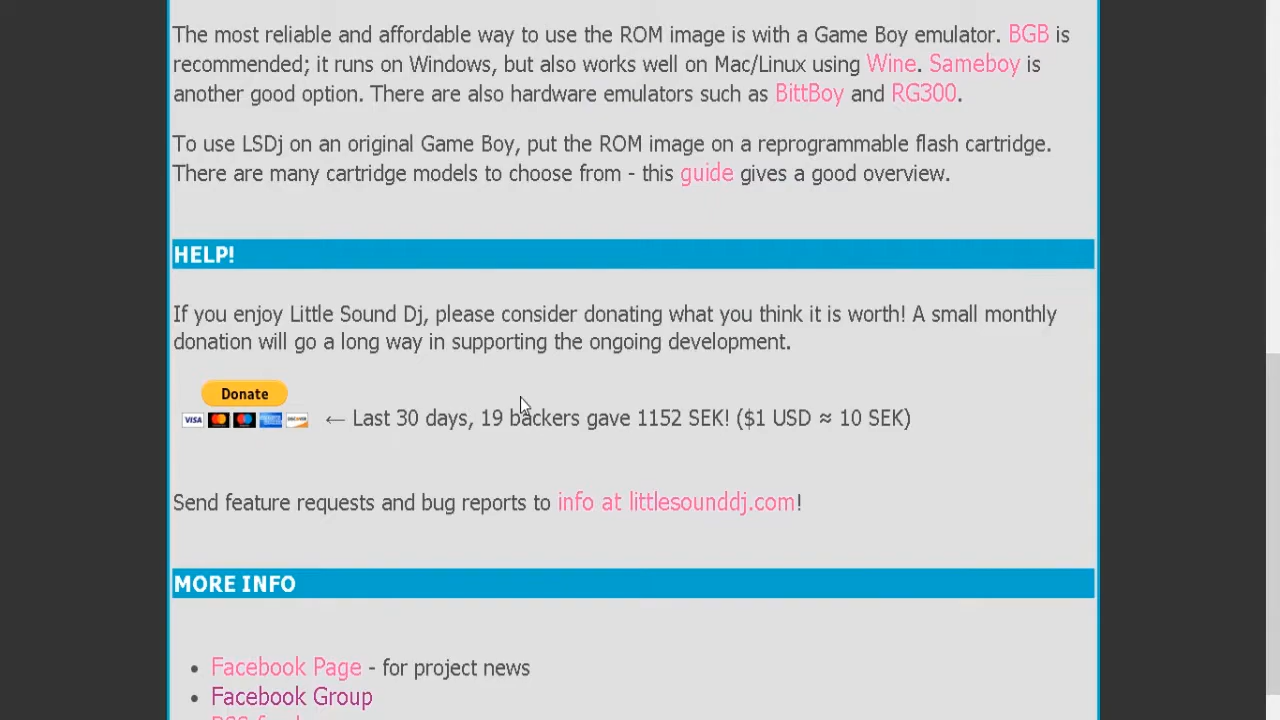 The most reliable and affordable way to use the ROM image is with a Game Boy emulator. BGB is
recommended; it runs on Windows, but also works well on Mac/Linux using Wine. Sameboy is
another good option. There are also hardware emulators such as BittBoy and RG300.
To use LSDj on an original Game Boy, put the ROM image on a reprogrammable flash cartridge.
There are many cartridge models to choose from - this guide gives a good overview.
HELP!
If you enjoy Little Sound Dj, please consider donating what you think it is worth! A small monthly
donation will go a long way in supporting the ongoing development.
Donate
VISA
← Last 30 days, 19 backers gave 1152 SEK! ($1 USD ≈ 10 SEK)
Send feature requests and bug reports to info at littlesounddj.com!
MORE INFO
• Facebook Page - for project news
• Facebook Group